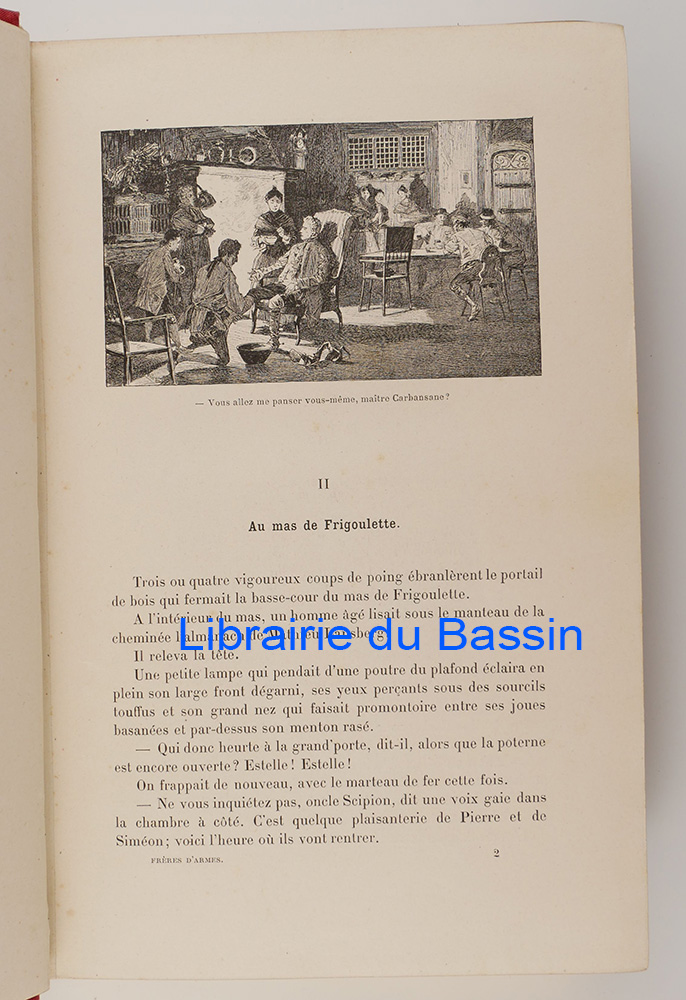 — Vous allez me panser vous-même, maître Carbansane ?
II
Au mas de Frigoulette.
Trois ou quatre vigoureux coups de poing ébranlèrent le portail
de bois qui fermait la basse-cour du mas de Frigoulette.
A l'intérieur du mas, un homme âgé lisait sous le manteau de la
cheminée l'almanach de Mathieu Lænsberg
Librairie du Bassin
Il releva la tête.
Une petite lampe qui pendait d'une poutre du plafond éclaira en
plein son large front dégarni, ses yeux perçants sous des sourcils
touffus et son grand nez qui faisait promontoire entre ses joues
basanées et par-dessus son menton rasé.
— Qui donc heurte à la grand'porte, dit-il, alors que la poterne
est encore ouverte ? Estelle ! Estelle !
On frappait de nouveau, avec le marteau de fer cette fois.
— Ne vous inquiétez pas, oncle Scipion, dit une voix gaie dans
la chambre à côté. C'est quelque plaisanterie de Pierre et de
Siméon ; voici l'heure où ils vont rentrer.
FRÈRES D'ARMES.
2